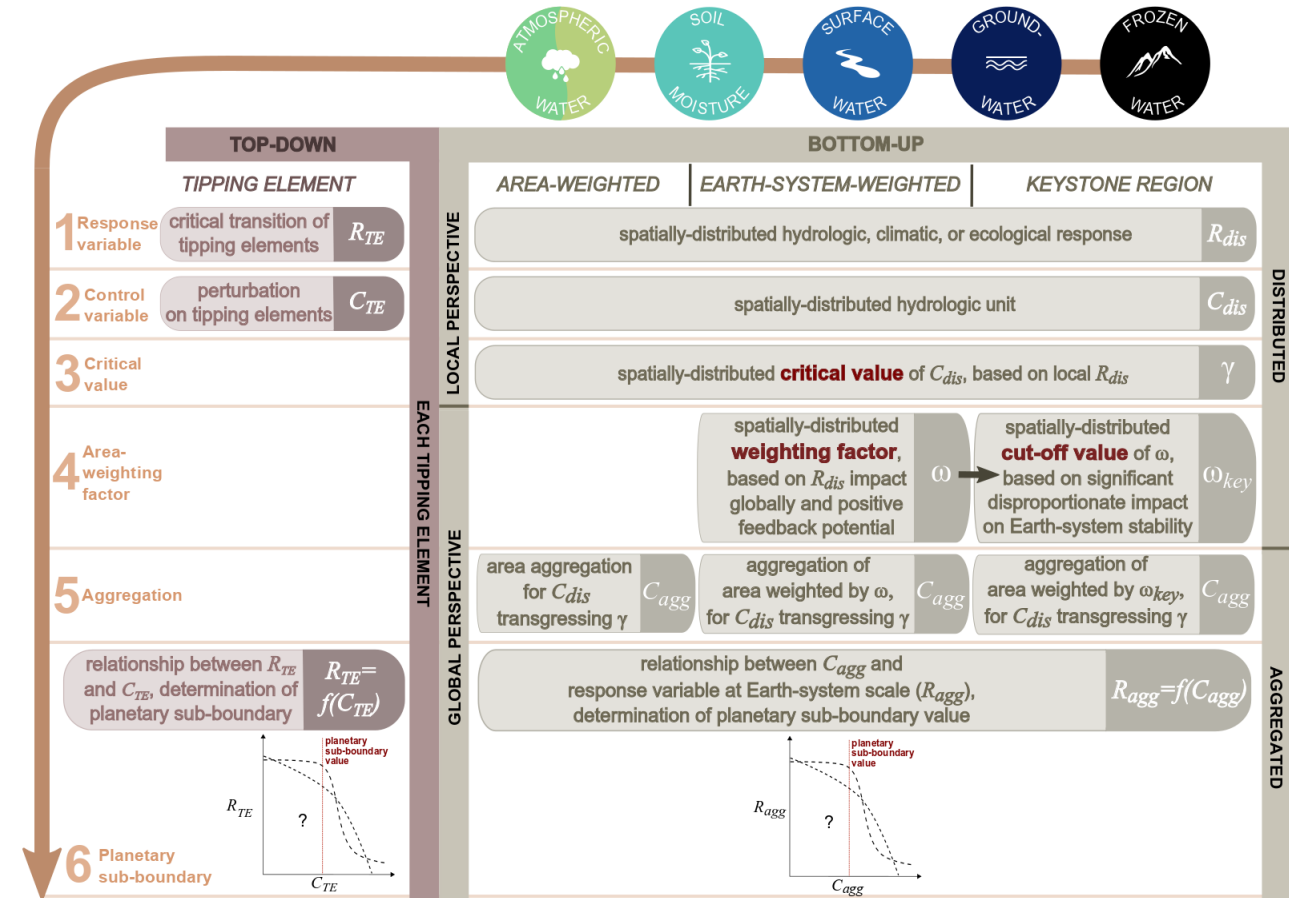 ATMOSPHERIC
WATER
SOIL
MOISTURE
SURFACE
WATER
GROUND-
WATER
FROZEN
WATER
TOP-DOWN
BOTTOM-UP
TIPPING ELEMENT
AREA-WEIGHTED
EARTH-SYSTEM-WEIGHTED
KEYSTONE REGION
EACH TIPPING ELEMENT
LOCAL PERSPECTIVE
GLOBAL PERSPECTIVE
DISTRIBUTED
AGGREGATED
1 Response
variable
critical transition of
tipping elements
R_TE
spatially-distributed hydrologic, climatic, or ecological response
R_dis
2 Control
variable
perturbation
on tipping elements
C_TE
spatially-distributed hydrologic unit
C_dis
3 Critical
value
spatially-distributed critical value of C_dis, based on local R_dis
γ
4 Area-
weighting
factor
spatially-distributed
weighting factor,
based on R_dis impact
globally and positive
feedback potential
ω
spatially-distributed
cut-off value of ω,
based on significant
disproportionate impact
on Earth-system stability
ω_key
5 Aggregation
area aggregation
for C_dis
transgressing γ
C_agg
aggregation of
area weighted by ω,
for C_dis transgressing γ
C_agg
aggregation of
area weighted by ω_key,
for C_dis transgressing γ
C_agg
relationship between R_TE
and C_TE, determination of
planetary sub-boundary
R_TE=
f(C_TE)
relationship between C_agg and
response variable at Earth-system scale (R_agg),
determination of planetary sub-boundary value
R_agg=f(C_agg)
planetary
sub-boundary
value
R_TE
?
C_TE
planetary
sub-boundary
value
R_agg
?
C_agg
6 Planetary
sub-boundary